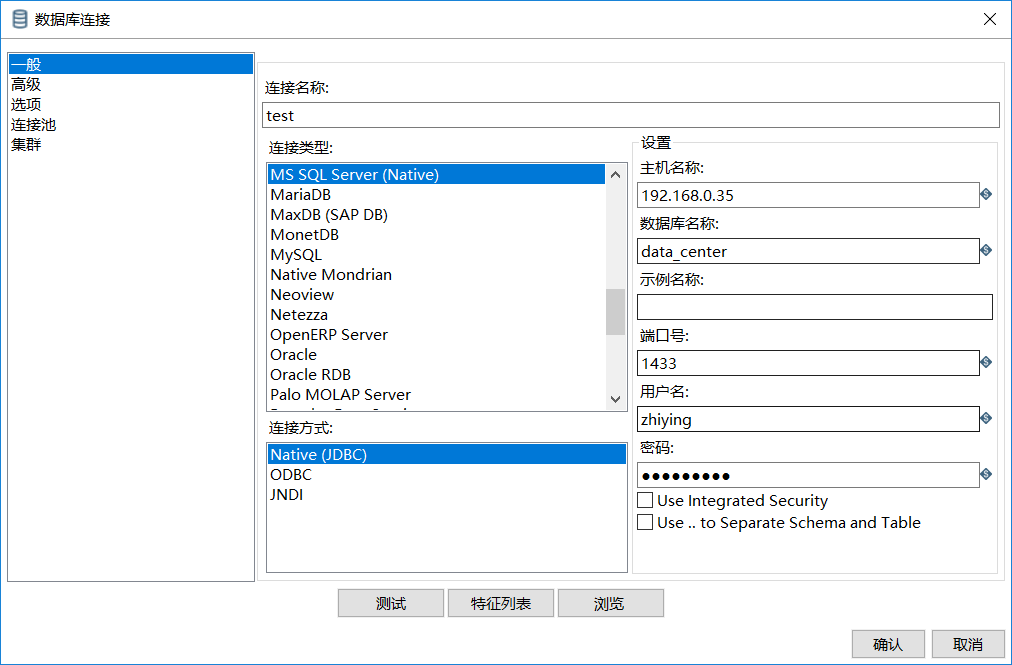 数据库连接
一般
高级
选项
连接池
集群
连接名称:
test
连接类型:
MS SQL Server (Native)
MariaDB
MaxDB (SAP DB)
MonetDB
MySQL
Native Mondrian
Neoview
Netezza
OpenERP Server
Oracle
Oracle RDB
Palo MOLAP Server
连接方式:
Native (JDBC)
ODBC
JNDI
设置
主机名称:
192.168.0.35
数据库名称:
data_center
示例名称:
端口号:
1433
用户名:
zhiying
密码:
●●●●●●●●●
Use Integrated Security
Use .. to Separate Schema and Table
测试
特征列表
浏览
确认
取消